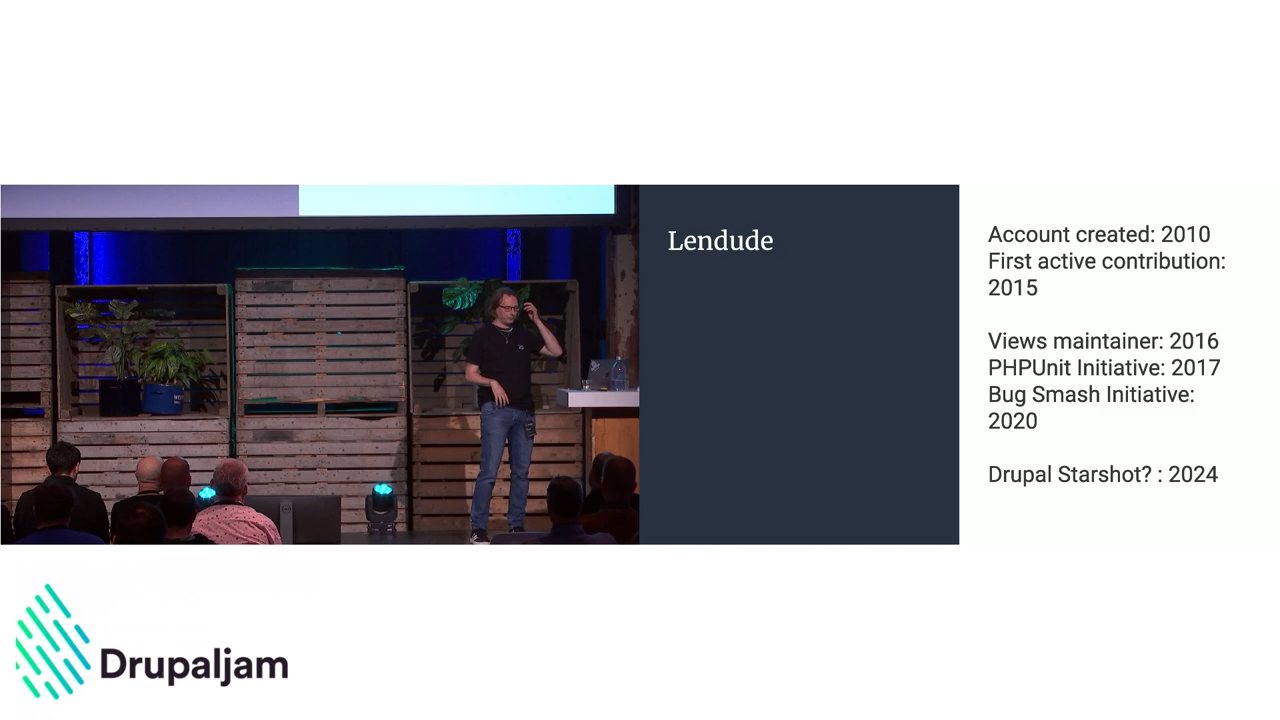 Lendude
Account created: 2010
First active contribution:
2015
Views maintainer: 2016
PHPUnit Initiative: 2017
Bug Smash Initiative:
2020
Drupal Starshot? : 2024
Drupaljam